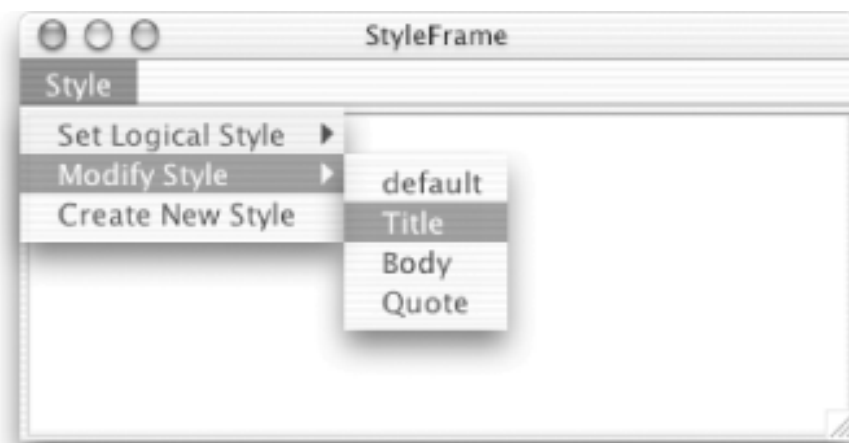 StyleFrame
Style
Set Logical Style
Modify Style
Create New Style
default
Title
Body
Quote